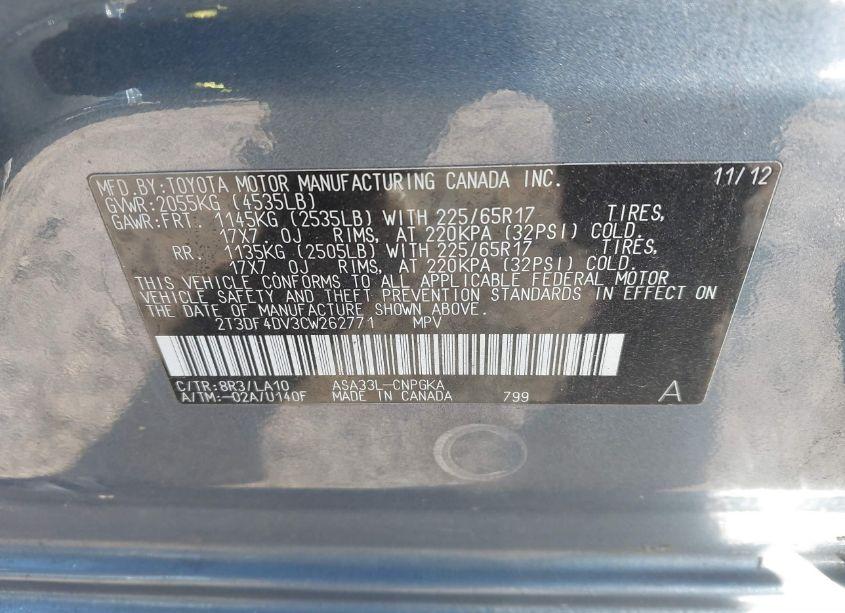 MFD.BY:TOYOTA MOTOR MANUFACTURING CANADA INC. 11/12
GVWR:2055KG (4535LB)
GAWR:FRT. 1145KG (2535LB) WITH 225/65R17 TIRES,
17X7.0J RIMS, AT 220KPA (32PSI) COLD.
RR. 1135KG (2505LB) WITH 225/65R17 TIRES,
17X7.0J RIMS, AT 220KPA (32PSI) COLD.
THIS VEHICLE CONFORMS TO ALL APPLICABLE FEDERAL MOTOR
VEHICLE SAFETY AND THEFT PREVENTION STANDARDS IN EFFECT ON
THE DATE OF MANUFACTURE SHOWN ABOVE.
2T3DF4DV3CW262771 MPV
C/TR:8R3/LA10 ASA33L-CNPGKA
A/TM:-02A/U140F MADE IN CANADA 799 A